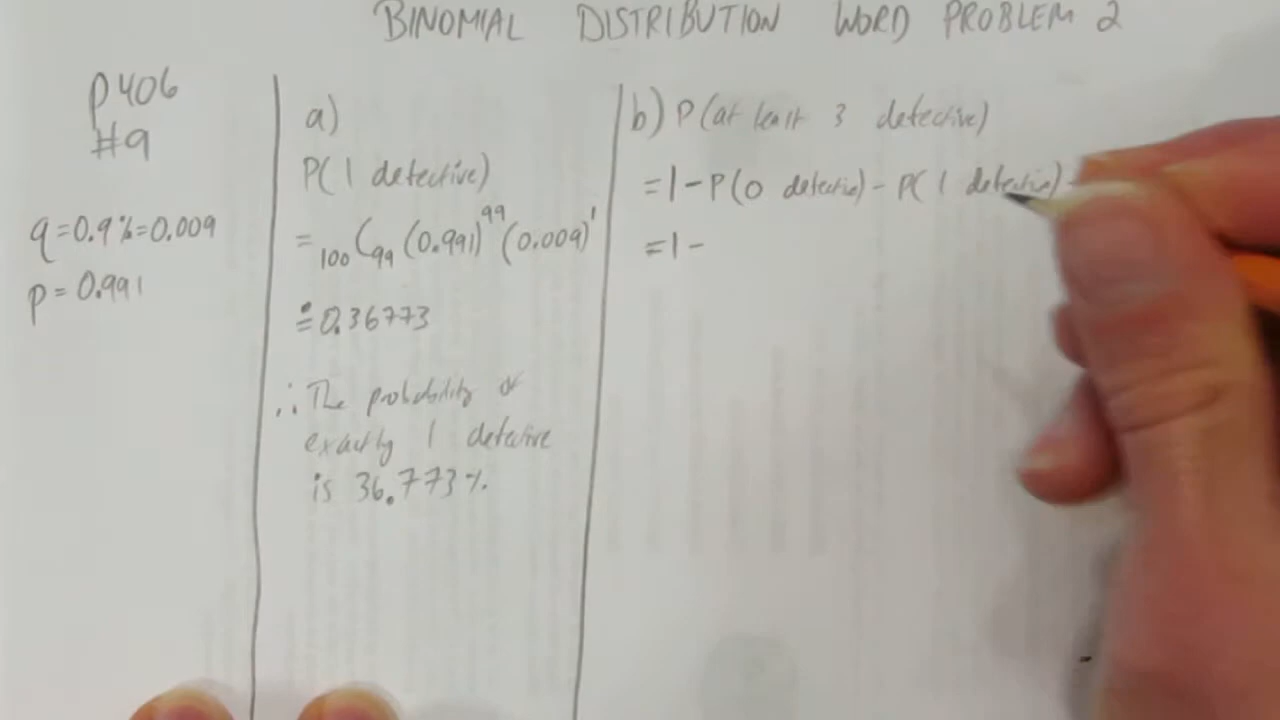 BINOMIAL DISTRIBUTION WORD PROBLEM 2
p406
#9
q=0.9%=0.009
p=0.991
a)
P(1 defective)
= 100C99 (0.991)^99 (0.009)^1
≐0.36773
∴ The probability of
exactly 1 defective
is 36.773%.
b) P(at least 3 defective)
=1-P(0 defective)-P(1 defective)-
=1-